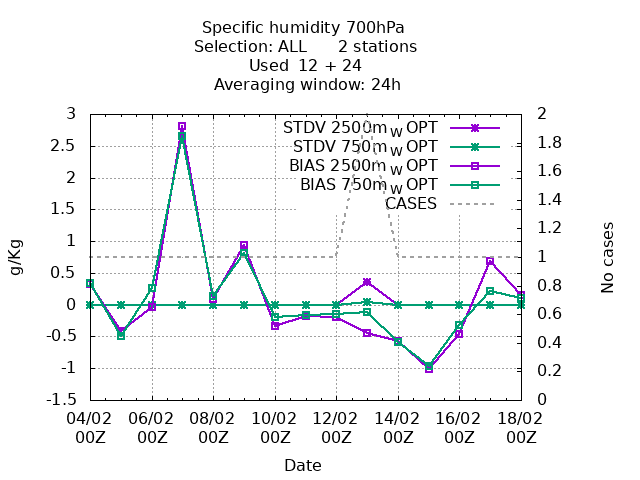 Specific humidity 700hPa
Selection: ALL 2 stations
Used 12 + 24
Averaging window: 24h
STDV 2500m w OPT
STDV 750m w OPT
BIAS 2500m w OPT
BIAS 750m w OPT
CASES
3
2.5
2
1.5
1
0.5
0
-0.5
-1
-1.5
g/Kg
2
1.8
1.6
1.4
1.2
1
0.8
0.6
0.4
0.2
0
No cases
04/02 06/02 08/02 10/02 12/02 14/02 16/02 18/02
00Z 00Z 00Z 00Z 00Z 00Z 00Z 00Z
Date